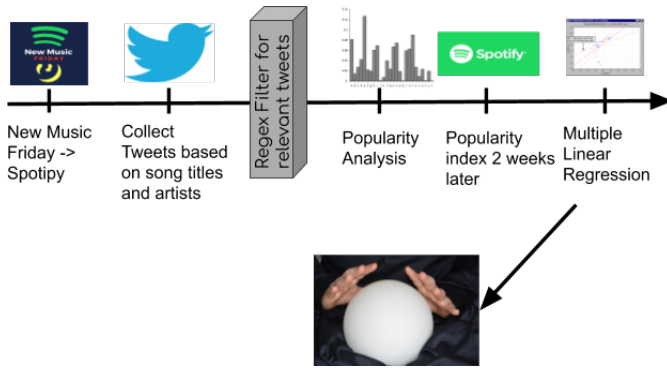 New Music
FRIDAY
Spotify
Regex Filter for
relevant tweets
New Music
Friday ->
Spotipy
Collect
Tweets based
on song titles
and artists
Popularity
Analysis
Popularity
index 2 weeks
later
Multiple
Linear
Regression